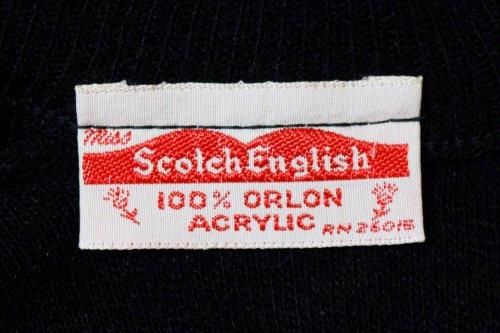 Miss
Scotch English
100% ORLON
ACRYLIC
RN 26015